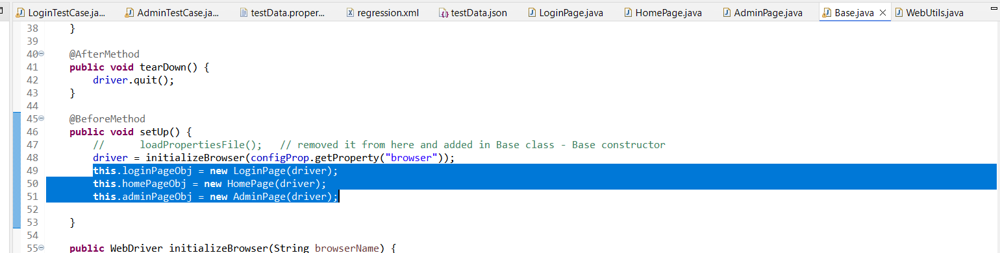 LoginTestCase.ja... AdminTestCase.ja... testData.proper... regression.xml testData.json LoginPage.java HomePage.java AdminPage.java Base.java WebUtils.java
38 }
39
40 @AfterMethod
41 public void tearDown() {
42 driver.quit();
43 }
44
45 @BeforeMethod
46 public void setUp() {
47 // loadPropertiesFile(); // removed it from here and added in Base class - Base constructor
48 driver = initializeBrowser(configProp.getProperty("browser"));
49 this.loginPageObj = new LoginPage(driver);
50 this.homePageObj = new HomePage(driver);
51 this.adminPageObj = new AdminPage(driver);
52
53 }
54
55 public WebDriver initializeBrowser(String browserName) {